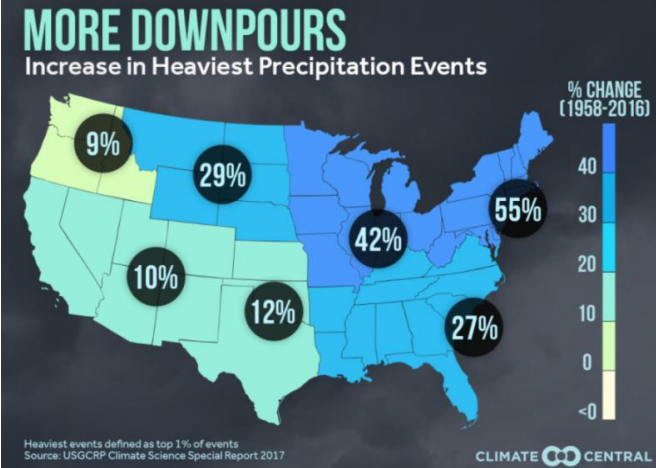 MORE DOWNPOURS
Increase in Heaviest Precipitation Events
% CHANGE
(1958-2016)
9%
29%
42%
55%
10%
12%
27%
40
30
20
10
0
<0
Heaviest events defined as top 1% of events
Source: USGCRP Climate Science Special Report 2017
CLIMATE CENTRAL